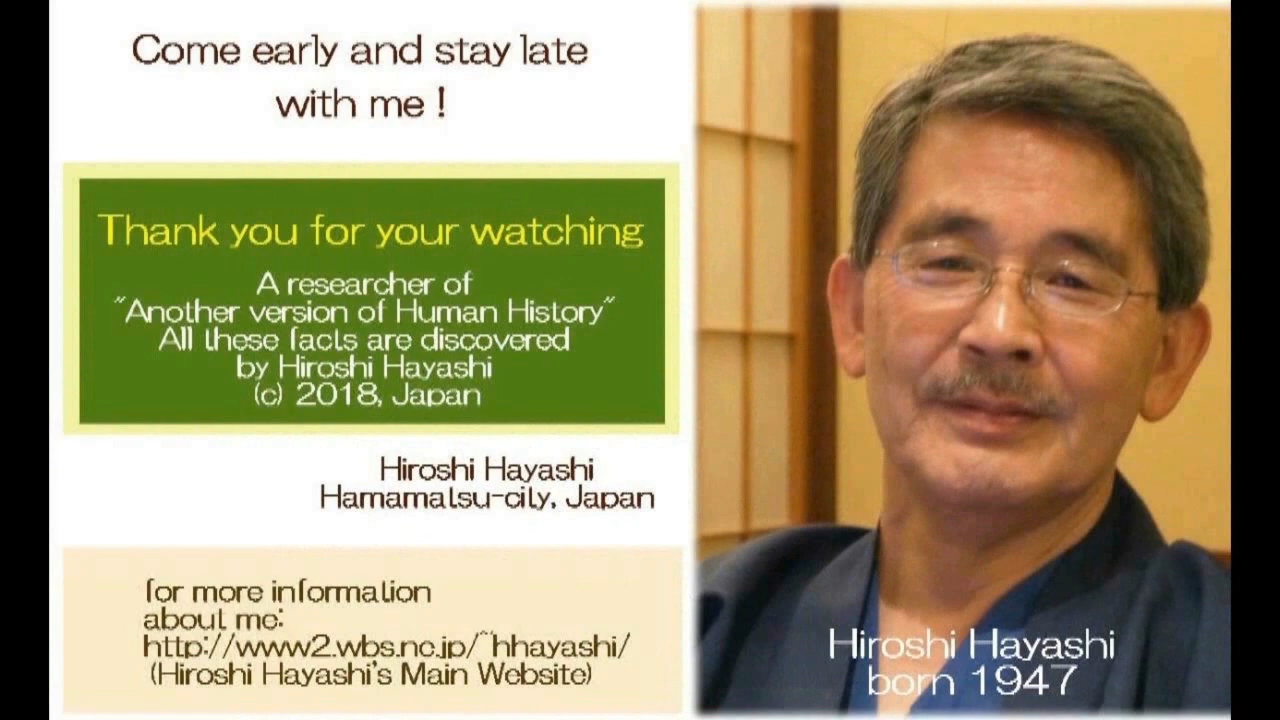 Come early and stay late
with me !
Thank you for your watching
A researcher of
"Another version of Human History"
All these facts are discovered
by Hiroshi Hayashi
(c) 2018, Japan
Hiroshi Hayashi
Hamamatsu-city, Japan
for more information
about me:
http://www2.wbs.ne.jp/~hhayashi/
(Hiroshi Hayashi's Main Website)
Hiroshi Hayashi
born 1947